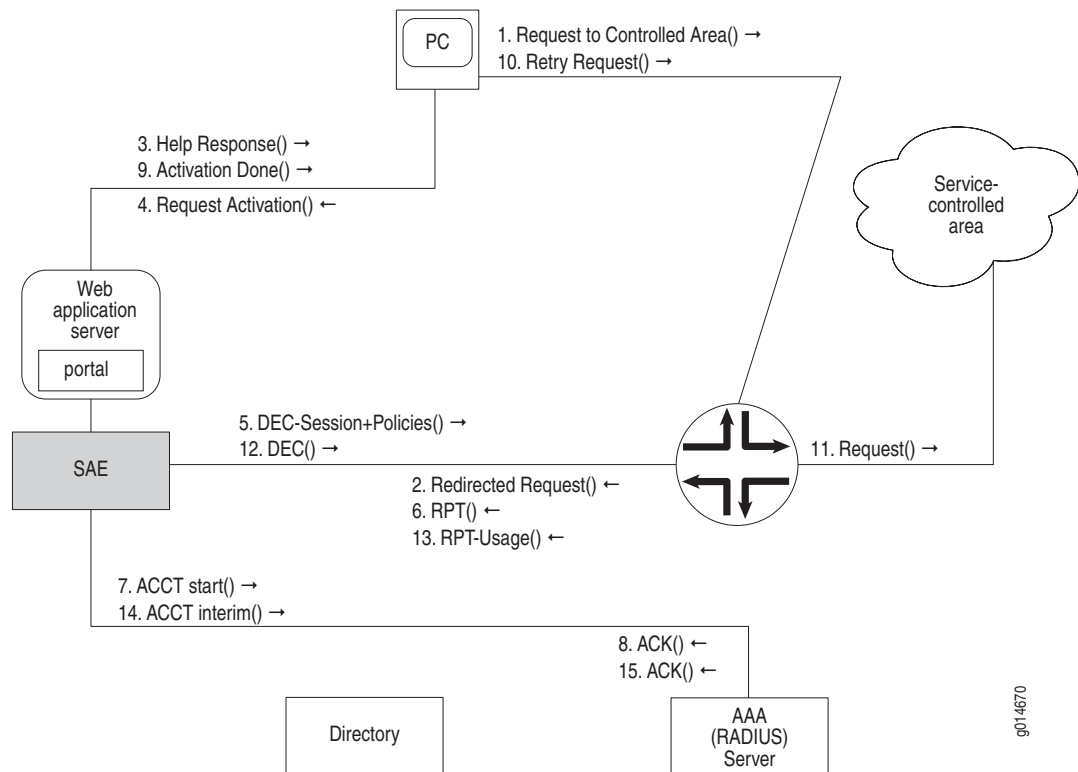 PC
1. Request to Controlled Area() →
10. Retry Request() →
3. Help Response() →
9. Activation Done() →
4. Request Activation() ←
Service-
controlled
area
Web
application
server
portal
5. DEC-Session+Policies() →
12. DEC() →
SAE
11. Request() →
2. Redirected Request() ←
6. RPT() ←
13. RPT-Usage() ←
7. ACCT start() →
14. ACCT interim() →
8. ACK() ←
15. ACK() ←
Directory
AAA
(RADIUS)
Server
g014670